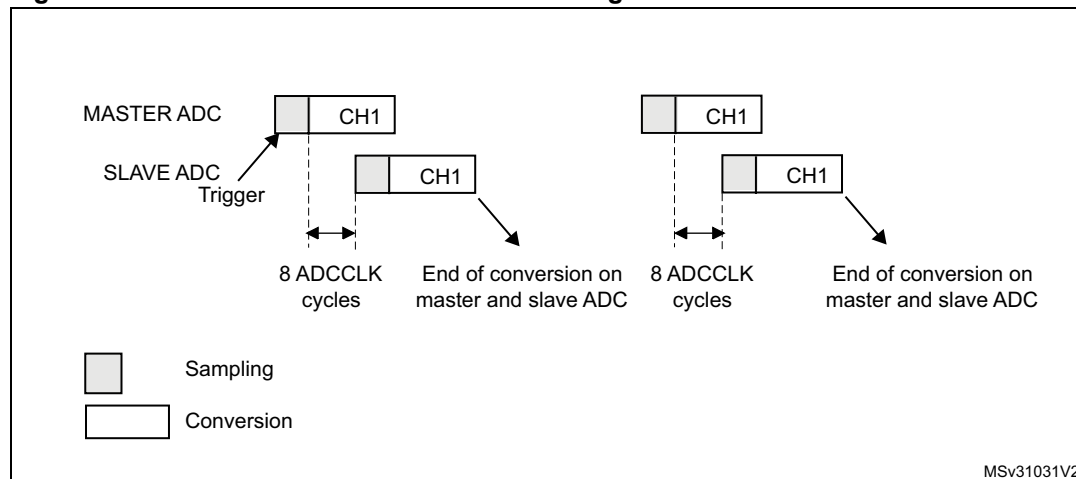 MASTER ADC
CH1
CH1
SLAVE ADC
Trigger
CH1
CH1
8 ADCCLK
cycles
End of conversion on
master and slave ADC
8 ADCCLK
cycles
End of conversion on
master and slave ADC
Sampling
Conversion
MSv31031V2